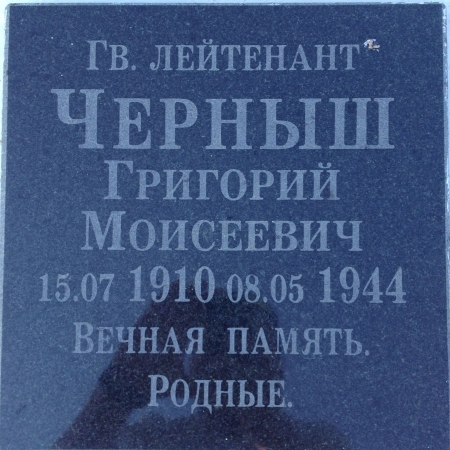 Гв. лейтенант
Черныш
Григорий
Моисеевич
15.07 1910 08.05 1944
Вечная память.
Родные.